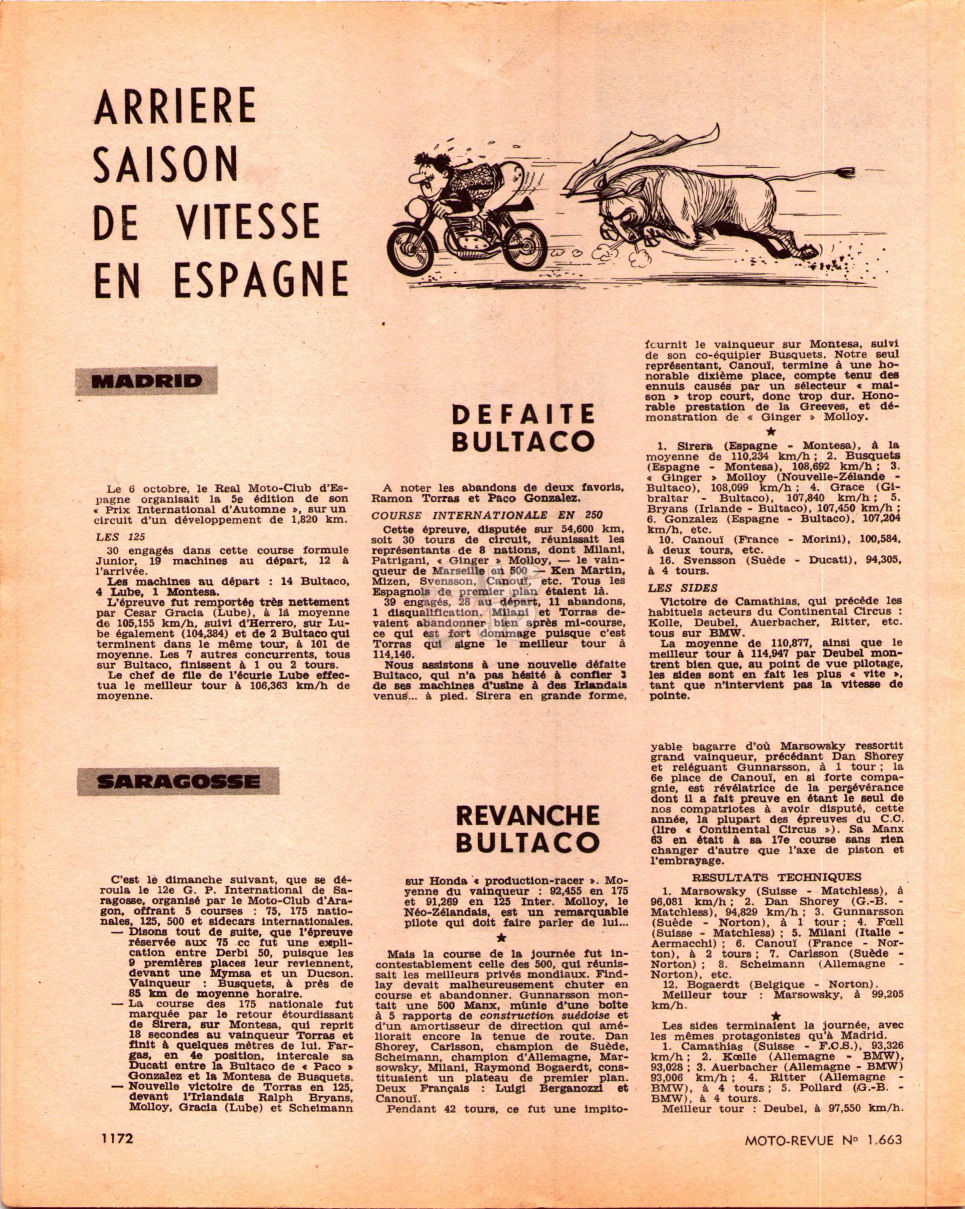 ARRIERE
SAISON
DE VITESSE
EN ESPAGNE
MADRID
DEFAITE
BULTACO
Le 6 octobre, le Real Moto-Club d'Es-
pagne organisait la 5e édition de son
« Prix International d'Automne », sur un
circuit d'un développement de 1,820 km.
LES 125
30 engagés dans cette course formule
Junior, 19 machines au départ, 12 à
l'arrivée.
Les machines au départ : 14 Bultaco,
4 Lube, 1 Montesa.
L'épreuve fut remportée très nettement
par Cesar Gracia (Lube), à la moyenne
de 105,155 km/h, suivi d'Herrero, sur Lu-
be également (104,384) et de 2 Bultaco qui
terminent dans le même tour, à 101 de
moyenne. Les 7 autres concurrents, tous
sur Bultaco, finissent à 1 ou 2 tours.
Le chef de file de l'écurie Lube effec-
tua le meilleur tour à 106,363 km/h de
moyenne.
A noter les abandons de deux favoris,
Ramon Torras et Paco Gonzalez.
COURSE INTERNATIONALE EN 250
Cette épreuve, disputée sur 54,600 km,
soit 30 tours de circuit, réunissait les
représentants de 8 nations, dont Milani,
Patrigani, « Ginger » Molloy, — le vain-
queur de Marseille en 500 — Ken Martin,
Mizen, Svensson, Canouï, etc. Tous les
Espagnols de premier plan étaient là.
39 engagés, 28 au départ, 11 abandons,
1 disqualification. Milani et Torras de-
vaient abandonner bien après mi-course,
ce qui est fort dommage puisque c'est
Torras qui signe le meilleur tour à
114,146.
Nous assistons à une nouvelle défaite
Bultaco, qui n'a pas hésité à confier 3
de ses machines d'usine à des Irlandais
venus... à pied. Sirera en grande forme,
fournit le vainqueur sur Montesa, suivi
de son co-équipier Busquets. Notre seul
représentant, Canouï, termine à une ho-
norable dixième place, compte tenu des
ennuis causés par un sélecteur « mai-
son » trop court, donc trop dur. Hono-
rable prestation de la Greeves, et dé-
monstration de « Ginger » Molloy.
★
1. Sirera (Espagne - Montesa), à la
moyenne de 110,234 km/h ; 2. Busquets
(Espagne - Montesa), 108,692 km/h ; 3.
« Ginger » Molloy (Nouvelle-Zélande -
Bultaco), 108,099 km/h ; 4. Grace (Gi-
braltar - Bultaco), 107,840 km/h ; 5.
Bryans (Irlande - Bultaco), 107,450 km/h ;
6. Gonzalez (Espagne - Bultaco), 107,204
km/h, etc.
10. Canouï (France - Morini), 100,584,
à deux tours, etc.
16. Svensson (Suède - Ducati), 94,305,
à 4 tours.
LES SIDES
Victoire de Camathias, qui précède les
habituels acteurs du Continental Circus :
Kolle, Deubel, Auerbacher, Ritter, etc.
tous sur BMW.
La moyenne de 110,877, ainsi que le
meilleur tour à 114,947 par Deubel mon-
trent bien que, au point de vue pilotage,
les sides sont en fait les plus « vite »,
tant que n'intervient pas la vitesse de
pointe.
SARAGOSSE
REVANCHE
BULTACO
C'est le dimanche suivant, que se dé-
roula le 12e G. P. International de Sa-
ragosse, organisé par le Moto-Club d'Ara-
gon, offrant 5 courses : 75, 175 natio-
nales, 125, 500 et sidecars internationales.
— Disons tout de suite, que l'épreuve
réservée aux 75 cc fut une expli-
cation entre Derbi 50, puisque les
9 premières places leur reviennent,
devant une Mymsa et un Ducson.
Vainqueur : Busquets, à près de
85 km de moyenne horaire.
— La course des 175 nationale fut
marquée par le retour étourdissant
de Sirera, sur Montesa, qui reprit
18 secondes au vainqueur Torras et
finit à quelques mètres de lui. Far-
gas, en 4e position, intercale sa
Ducati entre la Bultaco de « Paco »
Gonzalez et la Montesa de Busquets.
— Nouvelle victoire de Torras en 125,
devant l'Irlandais Ralph Bryans,
Molloy, Gracia (Lube) et Scheimann
sur Honda « production-racer ». Mo-
yenne du vainqueur : 92,455 en 175
et 91,269 en 125 Inter. Molloy, le
Néo-Zélandais, est un remarquable
pilote qui doit faire parler de lui...
★
Mais la course de la journée fut in-
contestablement celle des 500, qui réunis-
sait les meilleurs privés mondiaux. Find-
lay devait malheureusement chuter en
course et abandonner. Gunnarsson mon-
tait une 500 Manx, munie d'une boîte
à 5 rapports de construction suédoise et
d'un amortisseur de direction qui amé-
liorait encore la tenue de route. Dan
Shorey, Carlsson, champion de Suède,
Scheimann, champion d'Allemagne, Mar-
sowsky, Milani, Raymond Bogaerdt, cons-
tituaient un plateau de premier plan.
Deux Français : Luigi Berganozzi et
Canouï.
Pendant 42 tours, ce fut une impito-
yable bagarre d'où Marsowsky ressortit
grand vainqueur, précédant Dan Shorey
et reléguant Gunnarsson, à 1 tour ; la
6e place de Canouï, en si forte compa-
gnie, est révélatrice de la persévérance
dont il a fait preuve en étant le seul de
nos compatriotes à avoir disputé, cette
année, la plupart des épreuves du C.C.
(lire « Continental Circus »). Sa Manx
63 en était à sa 17e course sans rien
changer d'autre que l'axe de piston et
l'embrayage.
RESULTATS TECHNIQUES
1. Marsowsky (Suisse - Matchless), à
96,081 km/h ; 2. Dan Shorey (G.-B. -
Matchless), 94,829 km/h ; 3. Gunnarsson
(Suède - Norton), à 1 tour ; 4. Fœll
(Suisse - Matchless) ; 5. Milani (Italie -
Aermacchi) ; 6. Canouï (France - Nor-
ton), à 2 tours ; 7. Carlsson (Suède -
Norton) ; 8. Scheimann (Allemagne -
Norton), etc.
12. Bogaerdt (Belgique - Norton).
Meilleur tour : Marsowsky, à 99,205
km/h.
★
Les sides terminaient la journée, avec
les mêmes protagonistes qu'à Madrid.
1. Camathias (Suisse - F.C.S.), 93,326
km/h ; 2. Kœlle (Allemagne - BMW),
93,028 ; 3. Auerbacher (Allemagne - BMW)
93,006 km/h ; 4. Ritter (Allemagne -
BMW), à 4 tours ; 5. Pollard (G.-B. -
BMW), à 4 tours.
Meilleur tour : Deubel, à 97,550 km/h.
1172
MOTO-REVUE Nº 1.663